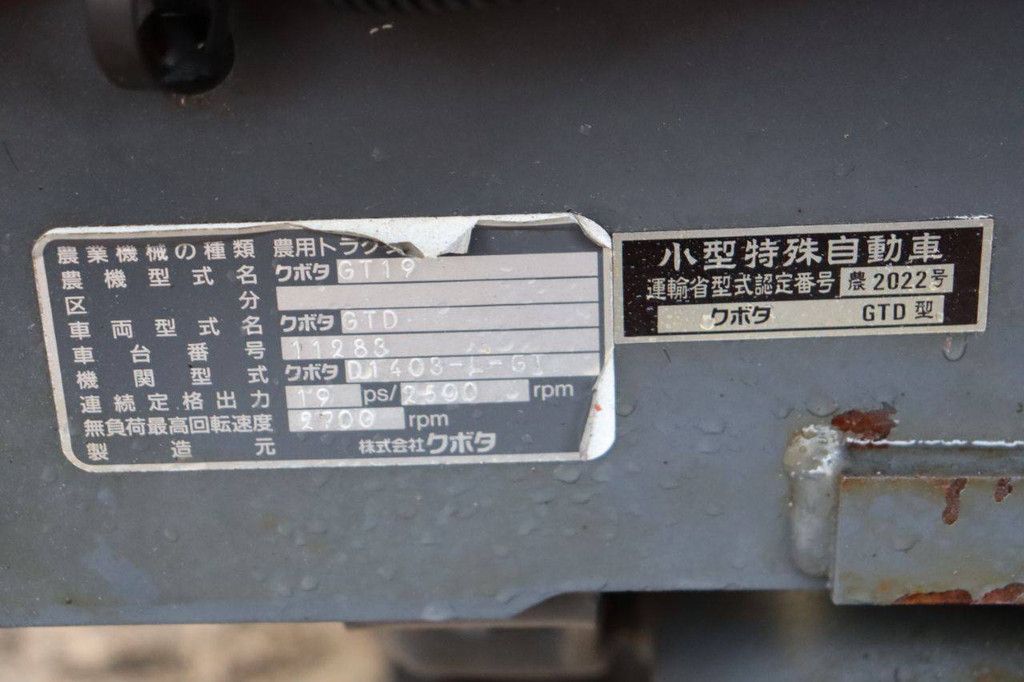 農業機械の種類 農用トラク
農機型式名 クボタ GT19
区分
車両型式名 クボタ GTD
車台番号 11283
機関型式 クボタ D1403-L-G1
連続定格出力 19 ps/2500 rpm
無負荷最高回転速度 2700 rpm
製造元 株式会社クボタ
小型特殊自動車
運輸省型式認定番号 農2022号
クボタ GTD型